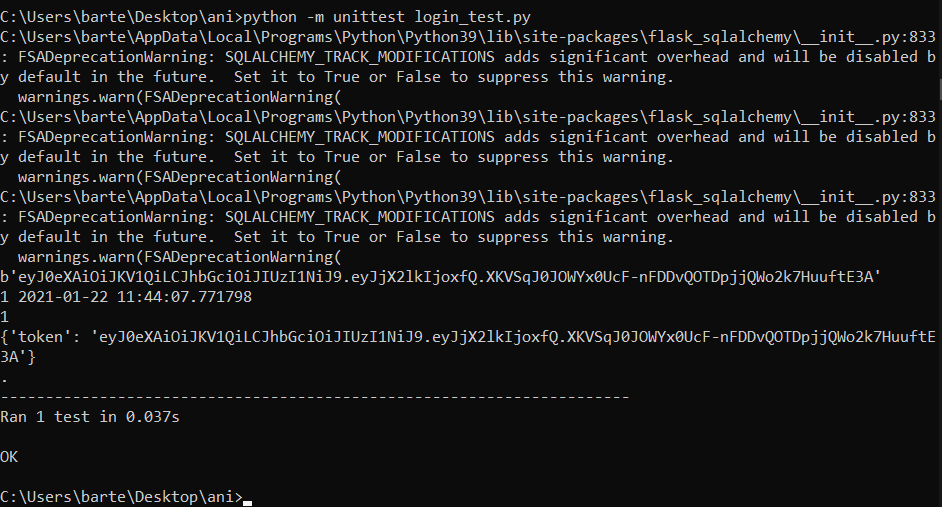 C:\Users\barte\Desktop\ani>python -m unittest login_test.py
C:\Users\barte\AppData\Local\Programs\Python\Python39\lib\site-packages\flask_sqlalchemy\__init__.py:833
: FSADeprecationWarning: SQLALCHEMY_TRACK_MODIFICATIONS adds significant overhead and will be disabled b
y default in the future.  Set it to True or False to suppress this warning.
  warnings.warn(FSADeprecationWarning(
C:\Users\barte\AppData\Local\Programs\Python\Python39\lib\site-packages\flask_sqlalchemy\__init__.py:833
: FSADeprecationWarning: SQLALCHEMY_TRACK_MODIFICATIONS adds significant overhead and will be disabled b
y default in the future.  Set it to True or False to suppress this warning.
  warnings.warn(FSADeprecationWarning(
C:\Users\barte\AppData\Local\Programs\Python\Python39\lib\site-packages\flask_sqlalchemy\__init__.py:833
: FSADeprecationWarning: SQLALCHEMY_TRACK_MODIFICATIONS adds significant overhead and will be disabled b
y default in the future.  Set it to True or False to suppress this warning.
  warnings.warn(FSADeprecationWarning(
b'eyJ0eXAiOiJKV1QiLCJhbGciOiJIUzI1NiJ9.eyJjX2lkIjoxfQ.XKVSqJ0JOWYx0UcF-nFDDvQOTDpjjQWo2k7HuuftE3A'
1 2021-01-22 11:44:07.771798
1
{'token': 'eyJ0eXAiOiJKV1QiLCJhbGciOiJIUzI1NiJ9.eyJjX2lkIjoxfQ.XKVSqJ0JOWYx0UcF-nFDDvQOTDpjjQWo2k7HuuftE
3A'}
.
----------------------------------------------------------------------
Ran 1 test in 0.037s
OK
C:\Users\barte\Desktop\ani>